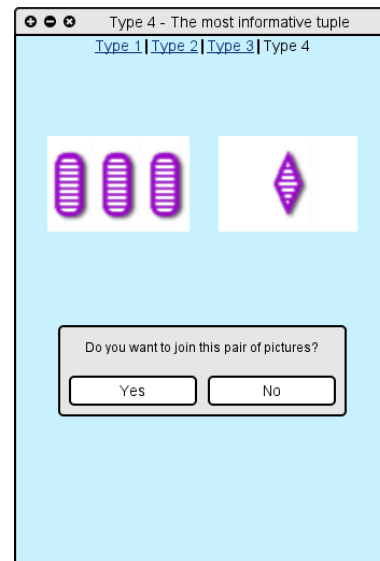 Type 4 - The most informative tuple
Type 1|Type 2|Type 3|Type 4
Do you want to join this pair of pictures?
Yes No